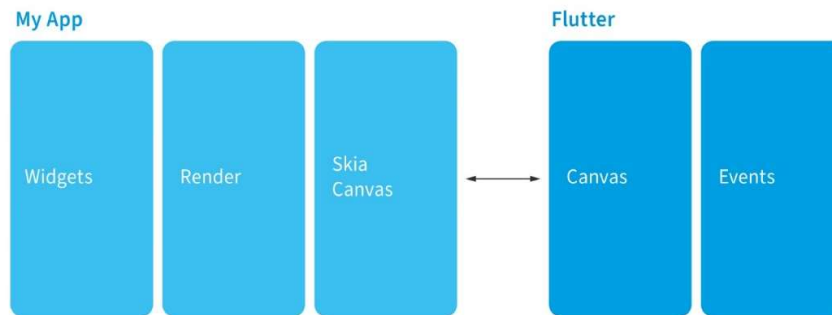 My App
Flutter
Widgets
Render
Skia
Canvas
Canvas
Events